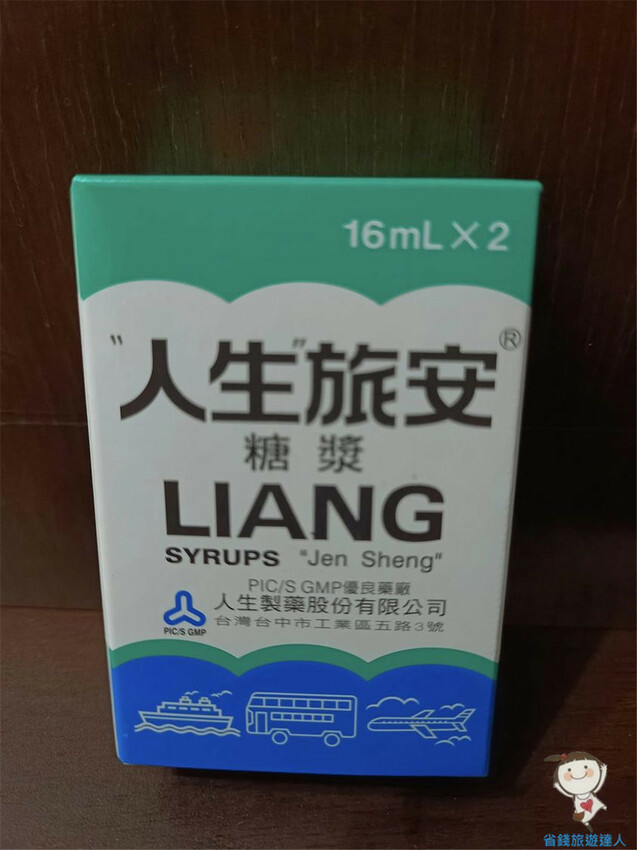 16mL×2
"人生"旅安®
糖漿
LIANG
SYRUPS "Jen Sheng"
PIC/S GMP優良藥廠
人生製藥股份有限公司
台灣台中市工業區五路3號
PIC/S GMP
省錢旅遊達人